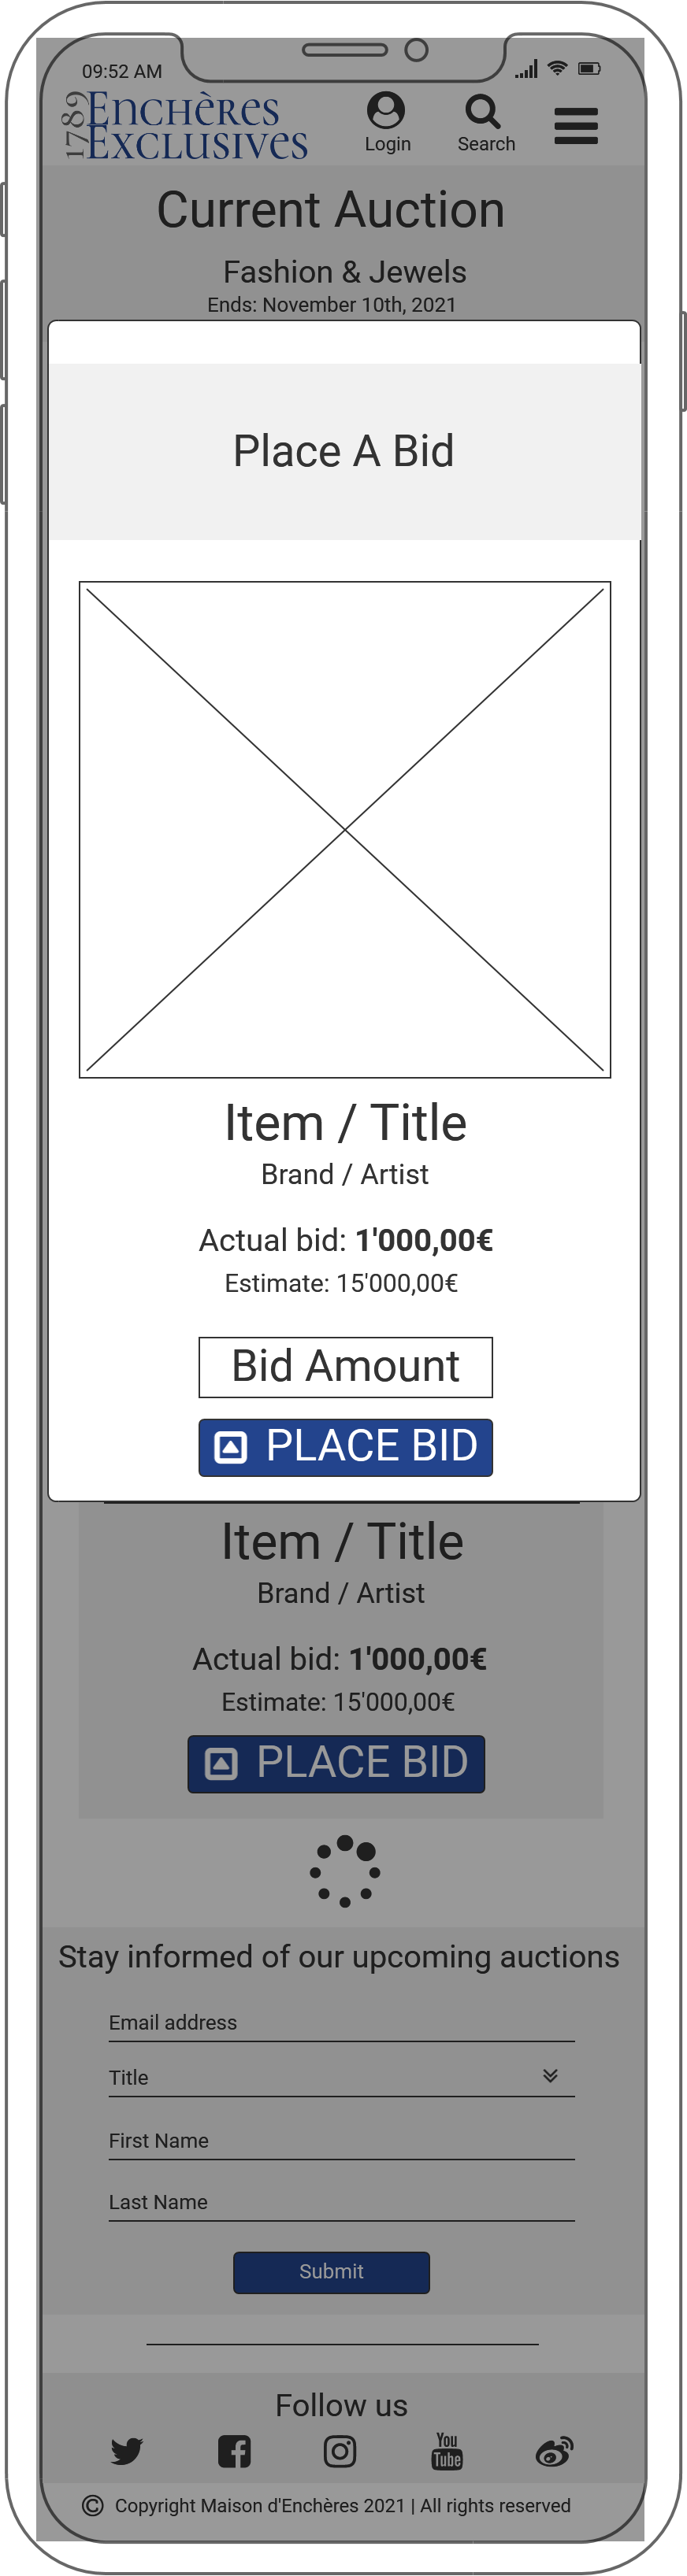 09:52 AM
1789
Enchères
Exclusives
Login
Search
Current Auction
Fashion & Jewels
Ends: November 10th, 2021
Place A Bid
Item / Title
Brand / Artist
Actual bid: 1'000,00€
Estimate: 15'000,00€
Bid Amount
PLACE BID
Item / Title
Brand / Artist
Actual bid: 1'000,00€
Estimate: 15'000,00€
PLACE BID
Stay informed of our upcoming auctions
Email address
Title
First Name
Last Name
Submit
Follow us
You
Tube
© Copyright Maison d'Enchères 2021 | All rights reserved